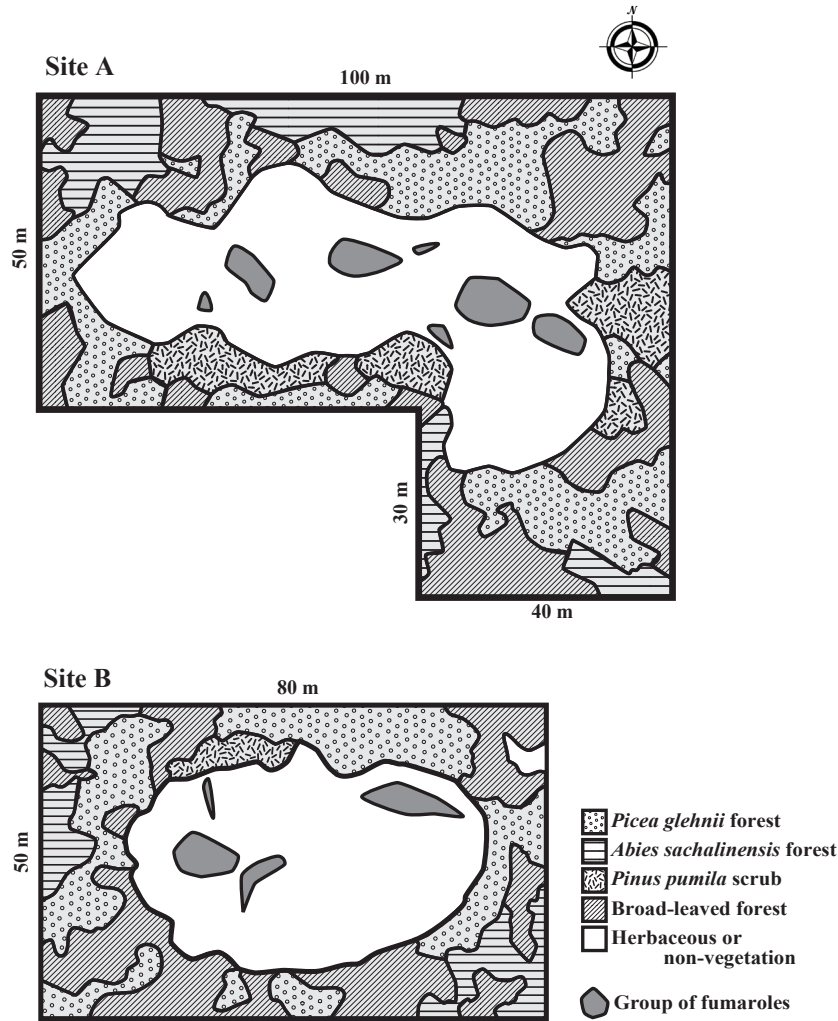 N
Site A
100 m
50 m
30 m
40 m
Site B
80 m
50 m
Picea glehnii forest
Abies sachalinensis forest
Pinus pumila scrub
Broad-leaved forest
Herbaceous or
non-vegetation
Group of fumaroles